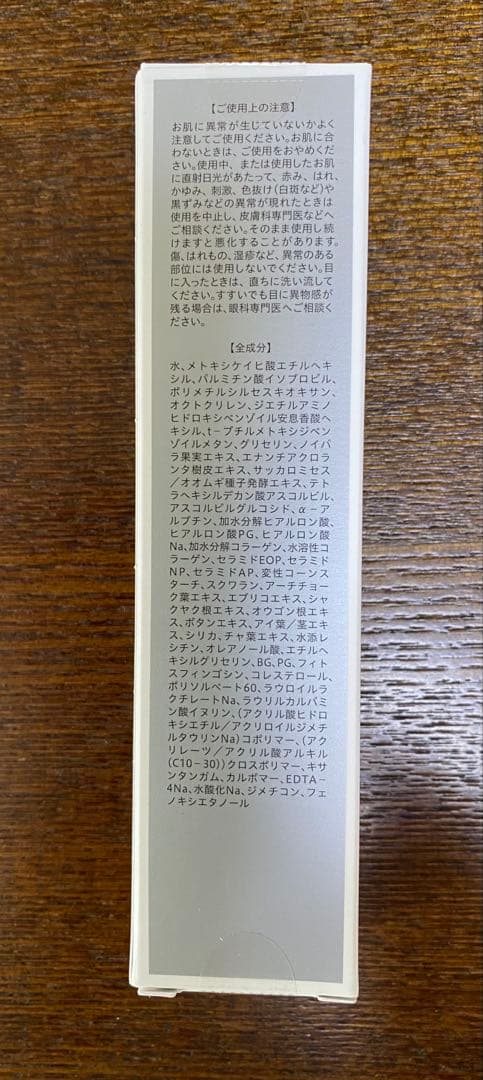 【ご使用上の注意】
お肌に異常が生じていないかよく
注意してご使用ください。お肌に合
わないときは、ご使用をおやめくだ
さい。使用中、または使用したお肌
に直射日光があたって、赤み、はれ、
かゆみ、刺激、色抜け(白斑など)や
黒ずみなどの異常が現れたときは
使用を中止し、皮膚科専門医などへ
ご相談ください。そのまま使用し続
けますと悪化することがあります。
傷、はれもの、湿疹など、異常のある
部位には使用しないでください。目
に入ったときは、直ちに洗い流して
ください。すすいでも目に異物感が
残る場合は、眼科専門医へご相談く
ださい。
【全成分】
水、メトキシケイヒ酸エチルヘキ
シル、パルミチン酸イソプロピル、
ポリメチルシルセスキオキサン、
オクトクリレン、ジエチルアミノ
ヒドロキシベンゾイル安息香酸ヘ
キシル、t-ブチルメトキシジベン
ゾイルメタン、グリセリン、ノイバ
ラ果実エキス、エナンチアクロラ
ンタ樹皮エキス、サッカロミセス
/オオムギ種子発酵エキス、テト
ラヘキシルデカン酸アスコルビル、
アスコルビルグルコシド、α-ア
ルブチン、加水分解ヒアルロン酸、
ヒアルロン酸PG、ヒアルロン酸
Na、加水分解コラーゲン、水溶性コ
ラーゲン、セラミドEOP、セラミド
NP、セラミドAP、変性コーンス
ターチ、スクワラン、アーチチョー
ク葉エキス、エブリコエキス、シャ
クヤク根エキス、オウゴン根エキ
ス、ボタンエキス、アイ葉/茎エキ
ス、シリカ、チャ葉エキス、水添レ
シチン、オレアノール酸、エチルヘ
キシルグリセリン、BG、PG、フィト
スフィンゴシン、コレステロール、
ポリソルベート60、ラウロイルラ
クチレートNa、ラウリルカルバミ
ン酸イヌリン、(アクリル酸ヒドロ
キシエチル/アクリロイルジメチ
ルタウリンNa)コポリマー、(アク
リレーツ/アクリル酸アルキル
(C10-30))クロスポリマー、キサ
ンタンガム、カルボマー、EDTA-
4Na、水酸化Na、ジメチコン、フェ
ノキシエタノール